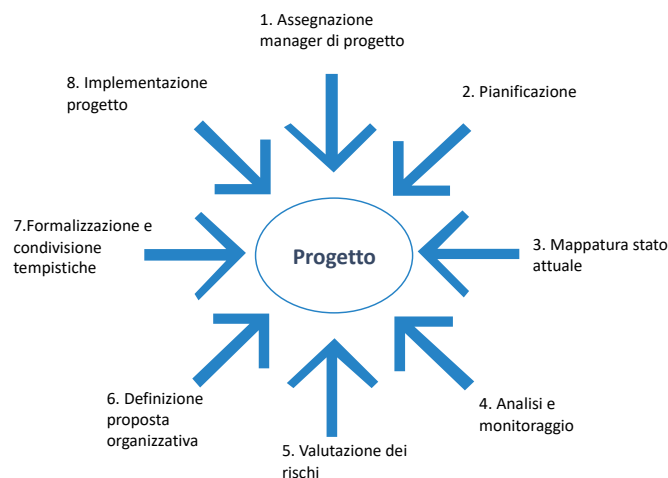 1. Assegnazione
manager di progetto
2. Pianificazione
3. Mappatura stato
attuale
4. Analisi e
monitoraggio
5. Valutazione dei
rischi
6. Definizione
proposta
organizzativa
7.Formalizzazione e
condivisione
tempistiche
8. Implementazione
progetto
Progetto